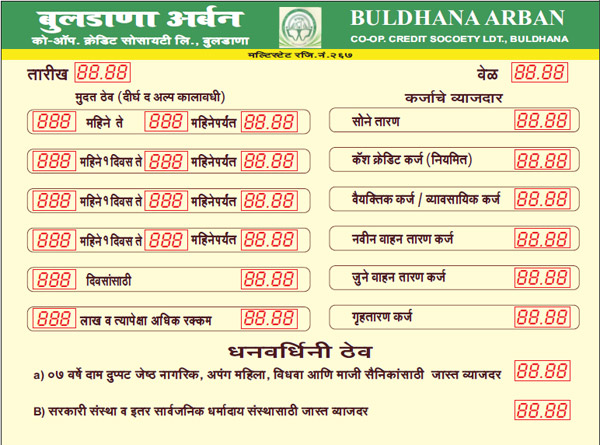 बुलडाणा अर्बन
को-ऑप. क्रेडिट सोसायटी लि., बुलडाणा
BULDHANA ARBAN
CO-OP. CREDIT SOCOETY LDT., BULDHANA
मल्टिस्टेट रजि.नं.२६७
तारीख 88.88 वेळ 88.88
मुदत ठेव (दीर्घ द अल्प कालावधी)
888 महिने ते 888 महिनेपर्यंत 88.88
888 महिने १ दिवस ते 888 महिनेपर्यंत 88.88
888 महिने १ दिवस ते 888 महिनेपर्यंत 88.88
888 महिने १ दिवस ते 888 महिनेपर्यंत 88.88
888 दिवसांसाठी 88.88
888 लाख व त्यापेक्षा अधिक रक्कम 88.88
कर्जाचे व्याजदार
सोने तारण 88.88
कॅश क्रेडिट कर्ज (नियमित) 88.88
वैयक्तिक कर्ज / व्यावसायिक कर्ज 88.88
नवीन वाहन तारण कर्ज 88.88
जुने वाहन तारण कर्ज 88.88
गृहतारण कर्ज 88.88
धनवर्धिनी ठेव
a) ०७ वर्षे दाम दुप्पट जेष्ठ नागरिक, अपंग महिला, विधवा आणि माजी सैनिकांसाठी जास्त व्याजदर 88.88
B) सरकारी संस्था व इतर सार्वजनिक धर्मादाय संस्थासाठी जास्त व्याजदर 88.88